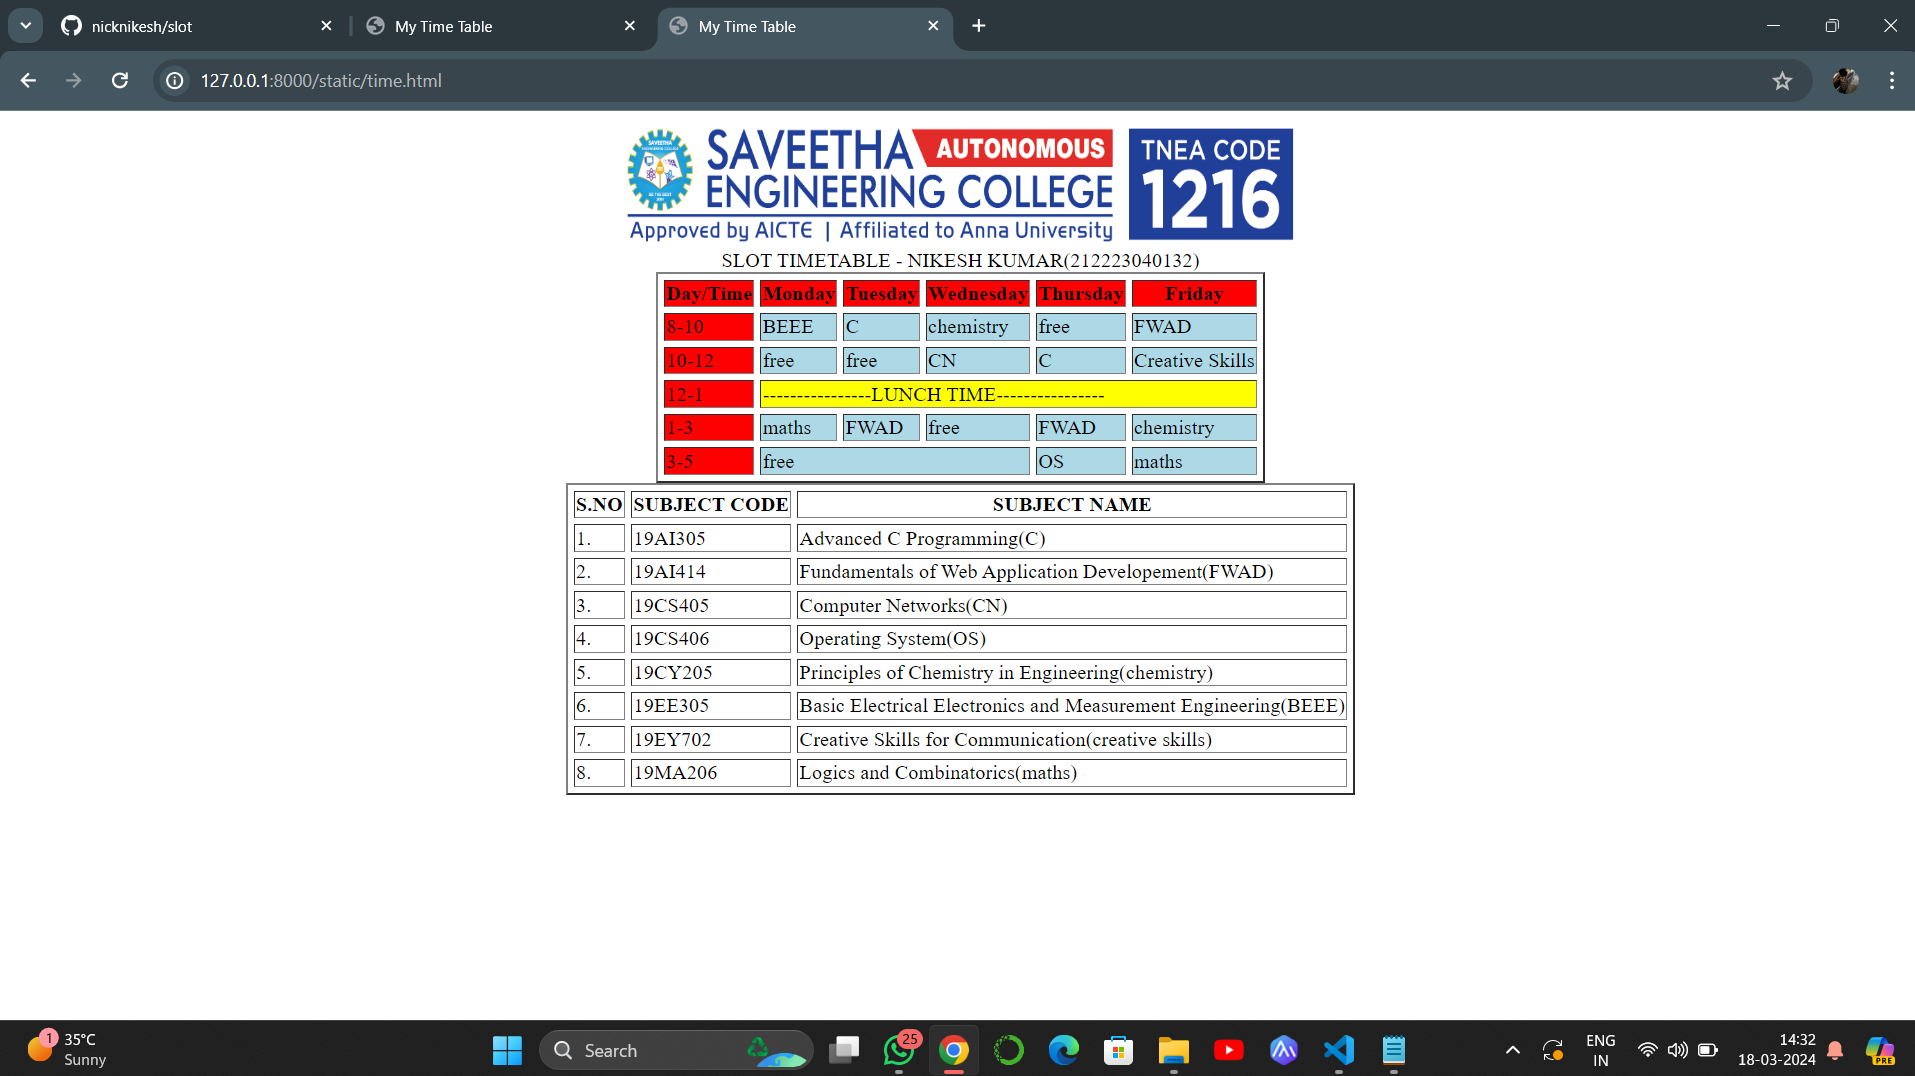 nicknikesh/slot
My Time Table
My Time Table
127.0.0.1:8000/static/time.html
SAVEETHA AUTONOMOUS
ENGINEERING COLLEGE
Approved by AICTE | Affiliated to Anna University
TNEA CODE
1216
SAVEETHA
SLOT TIMETABLE - NIKESH KUMAR(212223040132)
Day/Time Monday Tuesday Wednesday Thursday Friday
8-10 BEEE C chemistry free FWAD
10-12 free free CN C Creative Skills
12-1 ----------------LUNCH TIME----------------
1-3 maths FWAD free FWAD chemistry
3-5 free OS maths
S.NO SUBJECT CODE SUBJECT NAME
1. 19AI305 Advanced C Programming(C)
2. 19AI414 Fundamentals of Web Application Developement(FWAD)
3. 19CS405 Computer Networks(CN)
4. 19CS406 Operating System(OS)
5. 19CY205 Principles of Chemistry in Engineering(chemistry)
6. 19EE305 Basic Electrical Electronics and Measurement Engineering(BEEE)
7. 19EY702 Creative Skills for Communication(creative skills)
8. 19MA206 Logics and Combinatorics(maths)
1
35°C
Sunny
Search
25
ENG
IN
14:32
18-03-2024
PRE